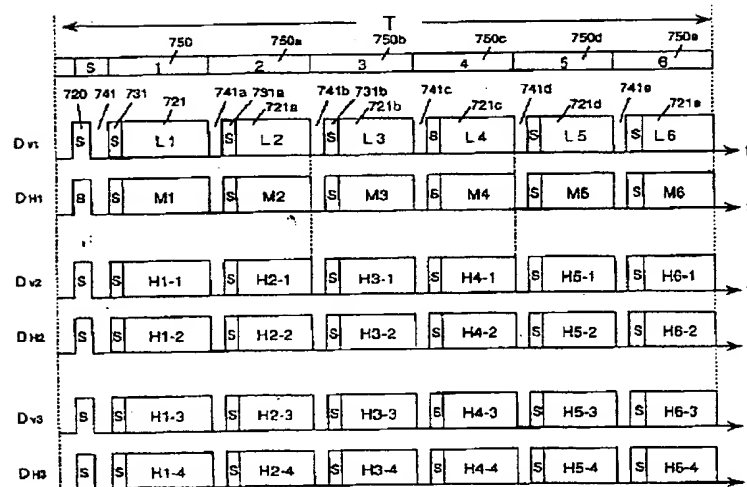 T
750 750a 750b 750c 750d 750e
S 1 2 3 4 5 6
720 741 731 721 741a 731a 721a 741b 731b 721b 741c 721c 741d 721d 741e 721e
DV1 S S L1 S L2 S L3 S L4 S L5 S L6 t
DH1 S S M1 S M2 S M3 S M4 S M5 S M6
DV2 S S H1-1 S H2-1 S H3-1 S H4-1 S H5-1 S H6-1
DH2 S S H1-2 S H2-2 S H3-2 S H4-2 S H5-2 S H6-2
DV3 S S H1-3 S H2-3 S H3-3 S H4-3 S H5-3 S H6-3
DH3 S S H1-4 S H2-4 S H3-4 S H4-4 S H5-4 S H6-4